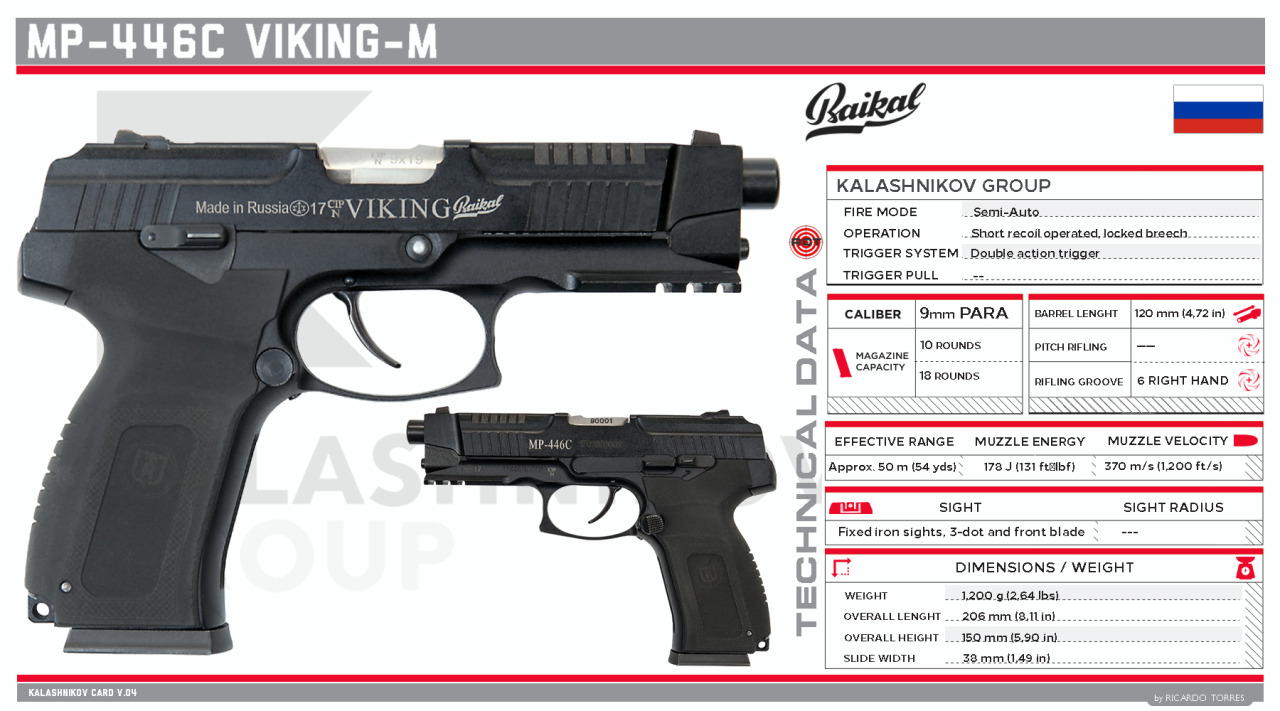 MP-446C VIKING-M
Baikal
Made in Russia 17 CIP N VIKING Baikal
9x19
KALASHNIKOV GROUP
FIRE MODE Semi-Auto
OPERATION Short recoil operated, locked breech
TRIGGER SYSTEM Double action trigger
TRIGGER PULL --
TECHNICAL DATA
CALIBER 9mm PARA
MAGAZINE CAPACITY
10 ROUNDS
18 ROUNDS
BARREL LENGHT 120 mm (4,72 in)
PITCH RIFLING ---
RIFLING GROOVE 6 RIGHT HAND
EFFECTIVE RANGE MUZZLE ENERGY MUZZLE VELOCITY
Approx. 50 m (54 yds) 178 J (131 ft▯lbf) 370 m/s (1,200 ft/s)
SIGHT SIGHT RADIUS
Fixed iron sights, 3-dot and front blade ---
DIMENSIONS / WEIGHT
WEIGHT 1,200 g (2,64 lbs)
OVERALL LENGHT 206 mm (8,11 in)
OVERALL HEIGHT 150 mm (5,90 in)
SLIDE WIDTH 38 mm (1,49 in)
90001
MP-446C
KALASHNIKOV
GROUP
KALASHNIKOV CARD V.04
by RICARDO TORRES